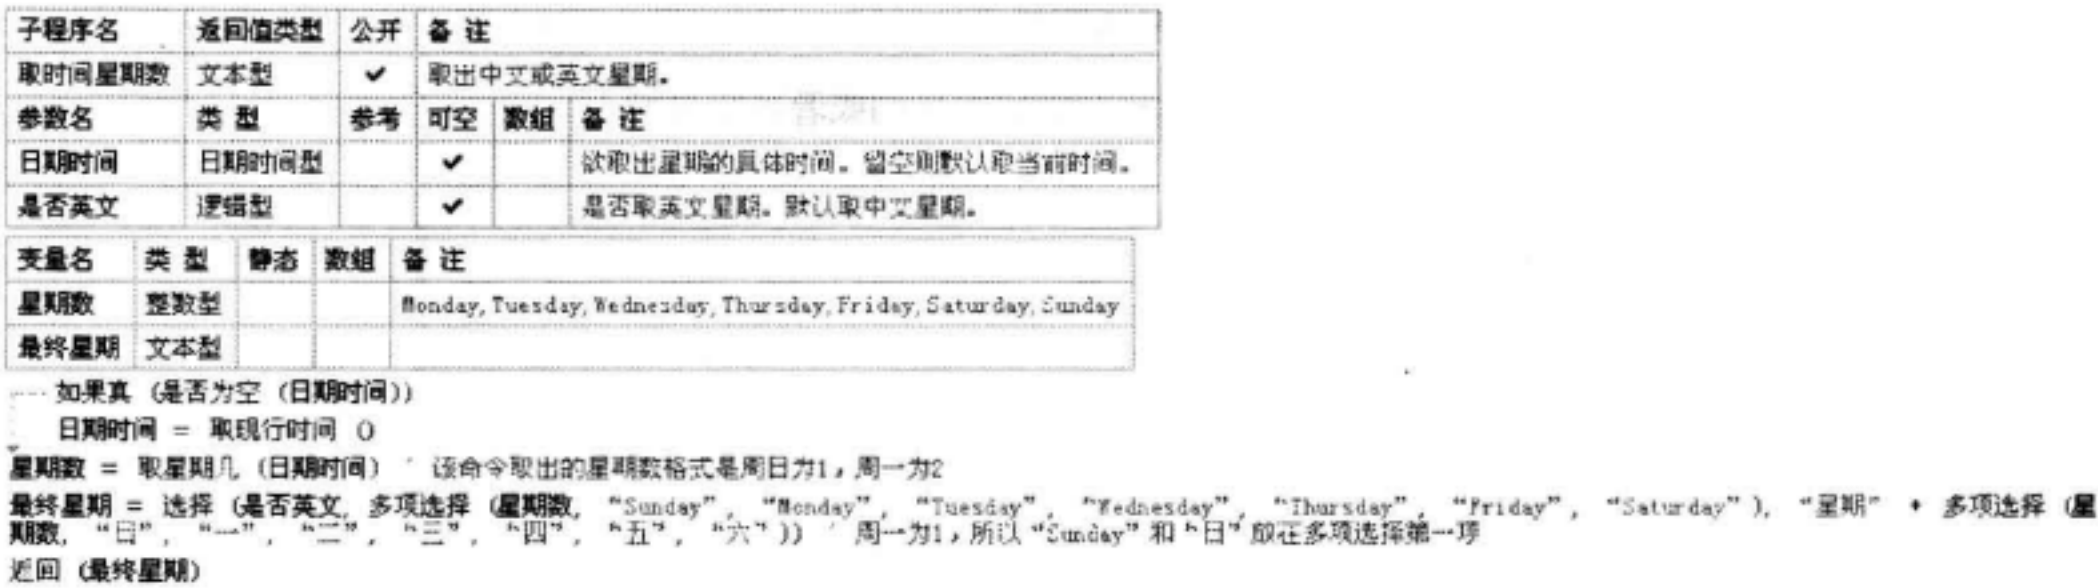 子程序名 返回值类型 公开 备 注
取时间星期数 文本型 ✓ 取出中文或英文星期。
参数名 类 型 参考 可空 数组 备 注
日期时间 日期时间型 ✓ 欲取出星期的具体时间。留空则默认取当前时间。
是否英文 逻辑型 ✓ 是否取英文星期。默认取中文星期。
变量名 类 型 静态 数组 备 注
星期数 整数型 Monday,Tuesday,Wednesday,Thursday,Friday,Saturday,Sunday
最终星期 文本型
如果真 (是否为空 (日期时间))
日期时间 = 取现行时间 ()
星期数 = 取星期几 (日期时间) ' 该命令取出的星期数格式是周日为1，周一为2
最终星期 = 选择 (是否英文, 多项选择 (星期数, “Sunday”, “Monday”, “Tuesday”, “Wednesday”, “Thursday”, “Friday”, “Saturday”), “星期” + 多项选择 (星
期数, “日”, “一”, “二”, “三”, “四”, “五”, “六”)) ' 周一为1，所以“Sunday”和“日”放在多项选择第一项
返回 (最终星期)